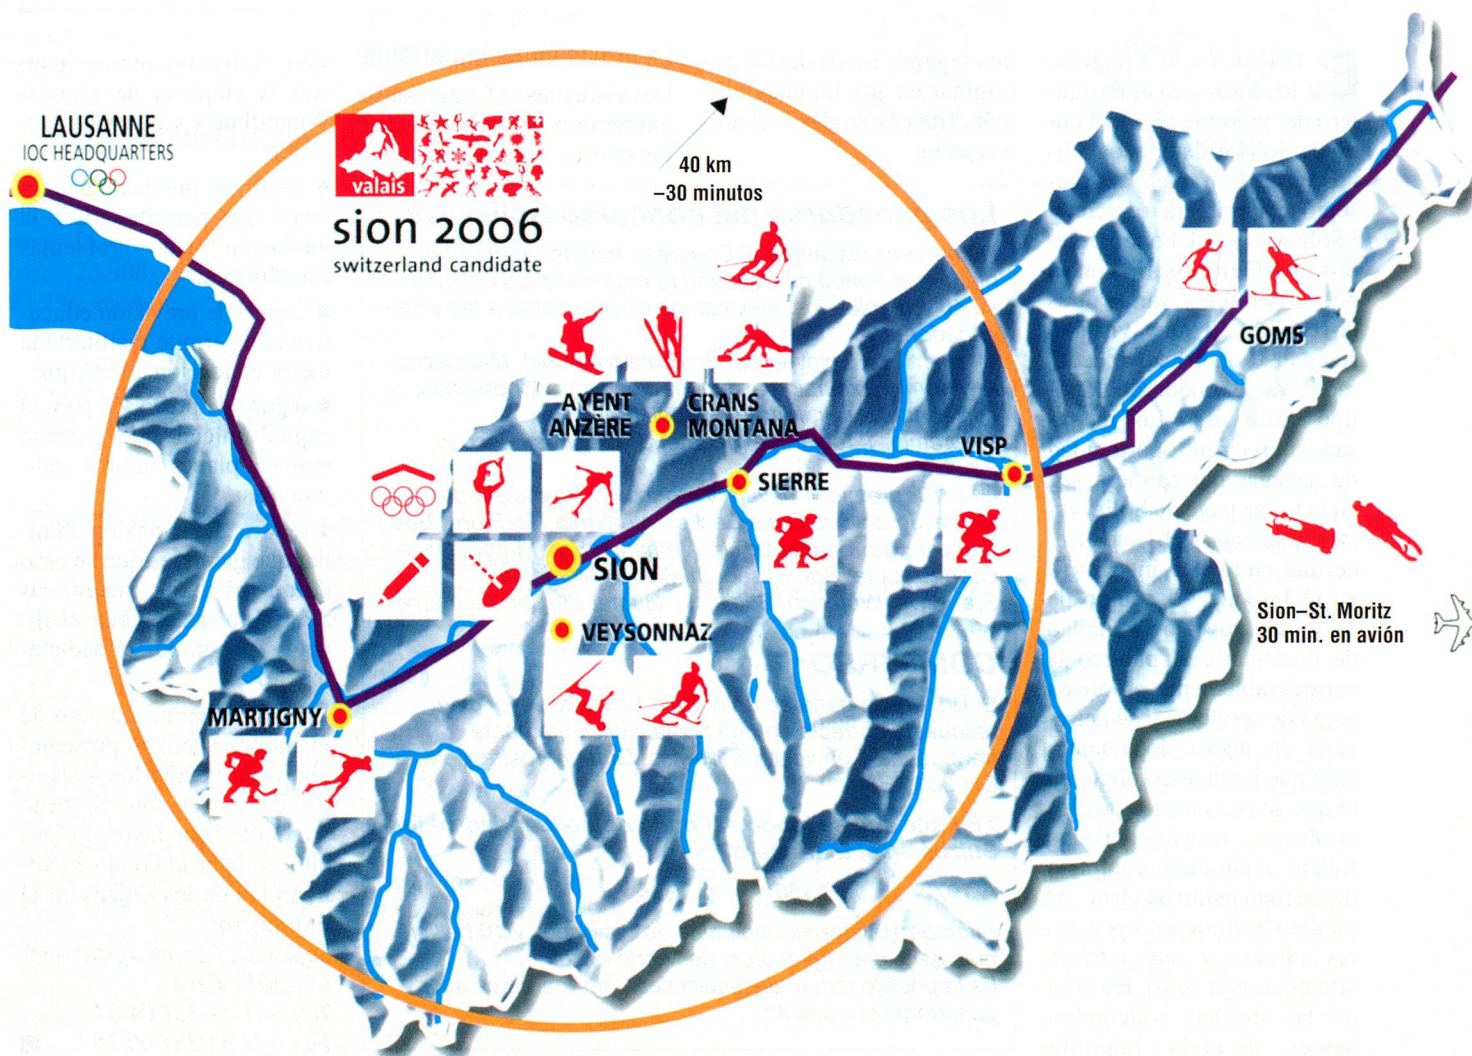 LAUSANNE
IOC HEADQUARTERS
valais
sion 2006
switzerland candidate
40 km
–30 minutos
GOMS
AYENT
ANZÈRE
CRANS
MONTANA
VISP
SIERRE
SION
VEYSONNAZ
MARTIGNY
Sion–St. Moritz
30 min. en avión